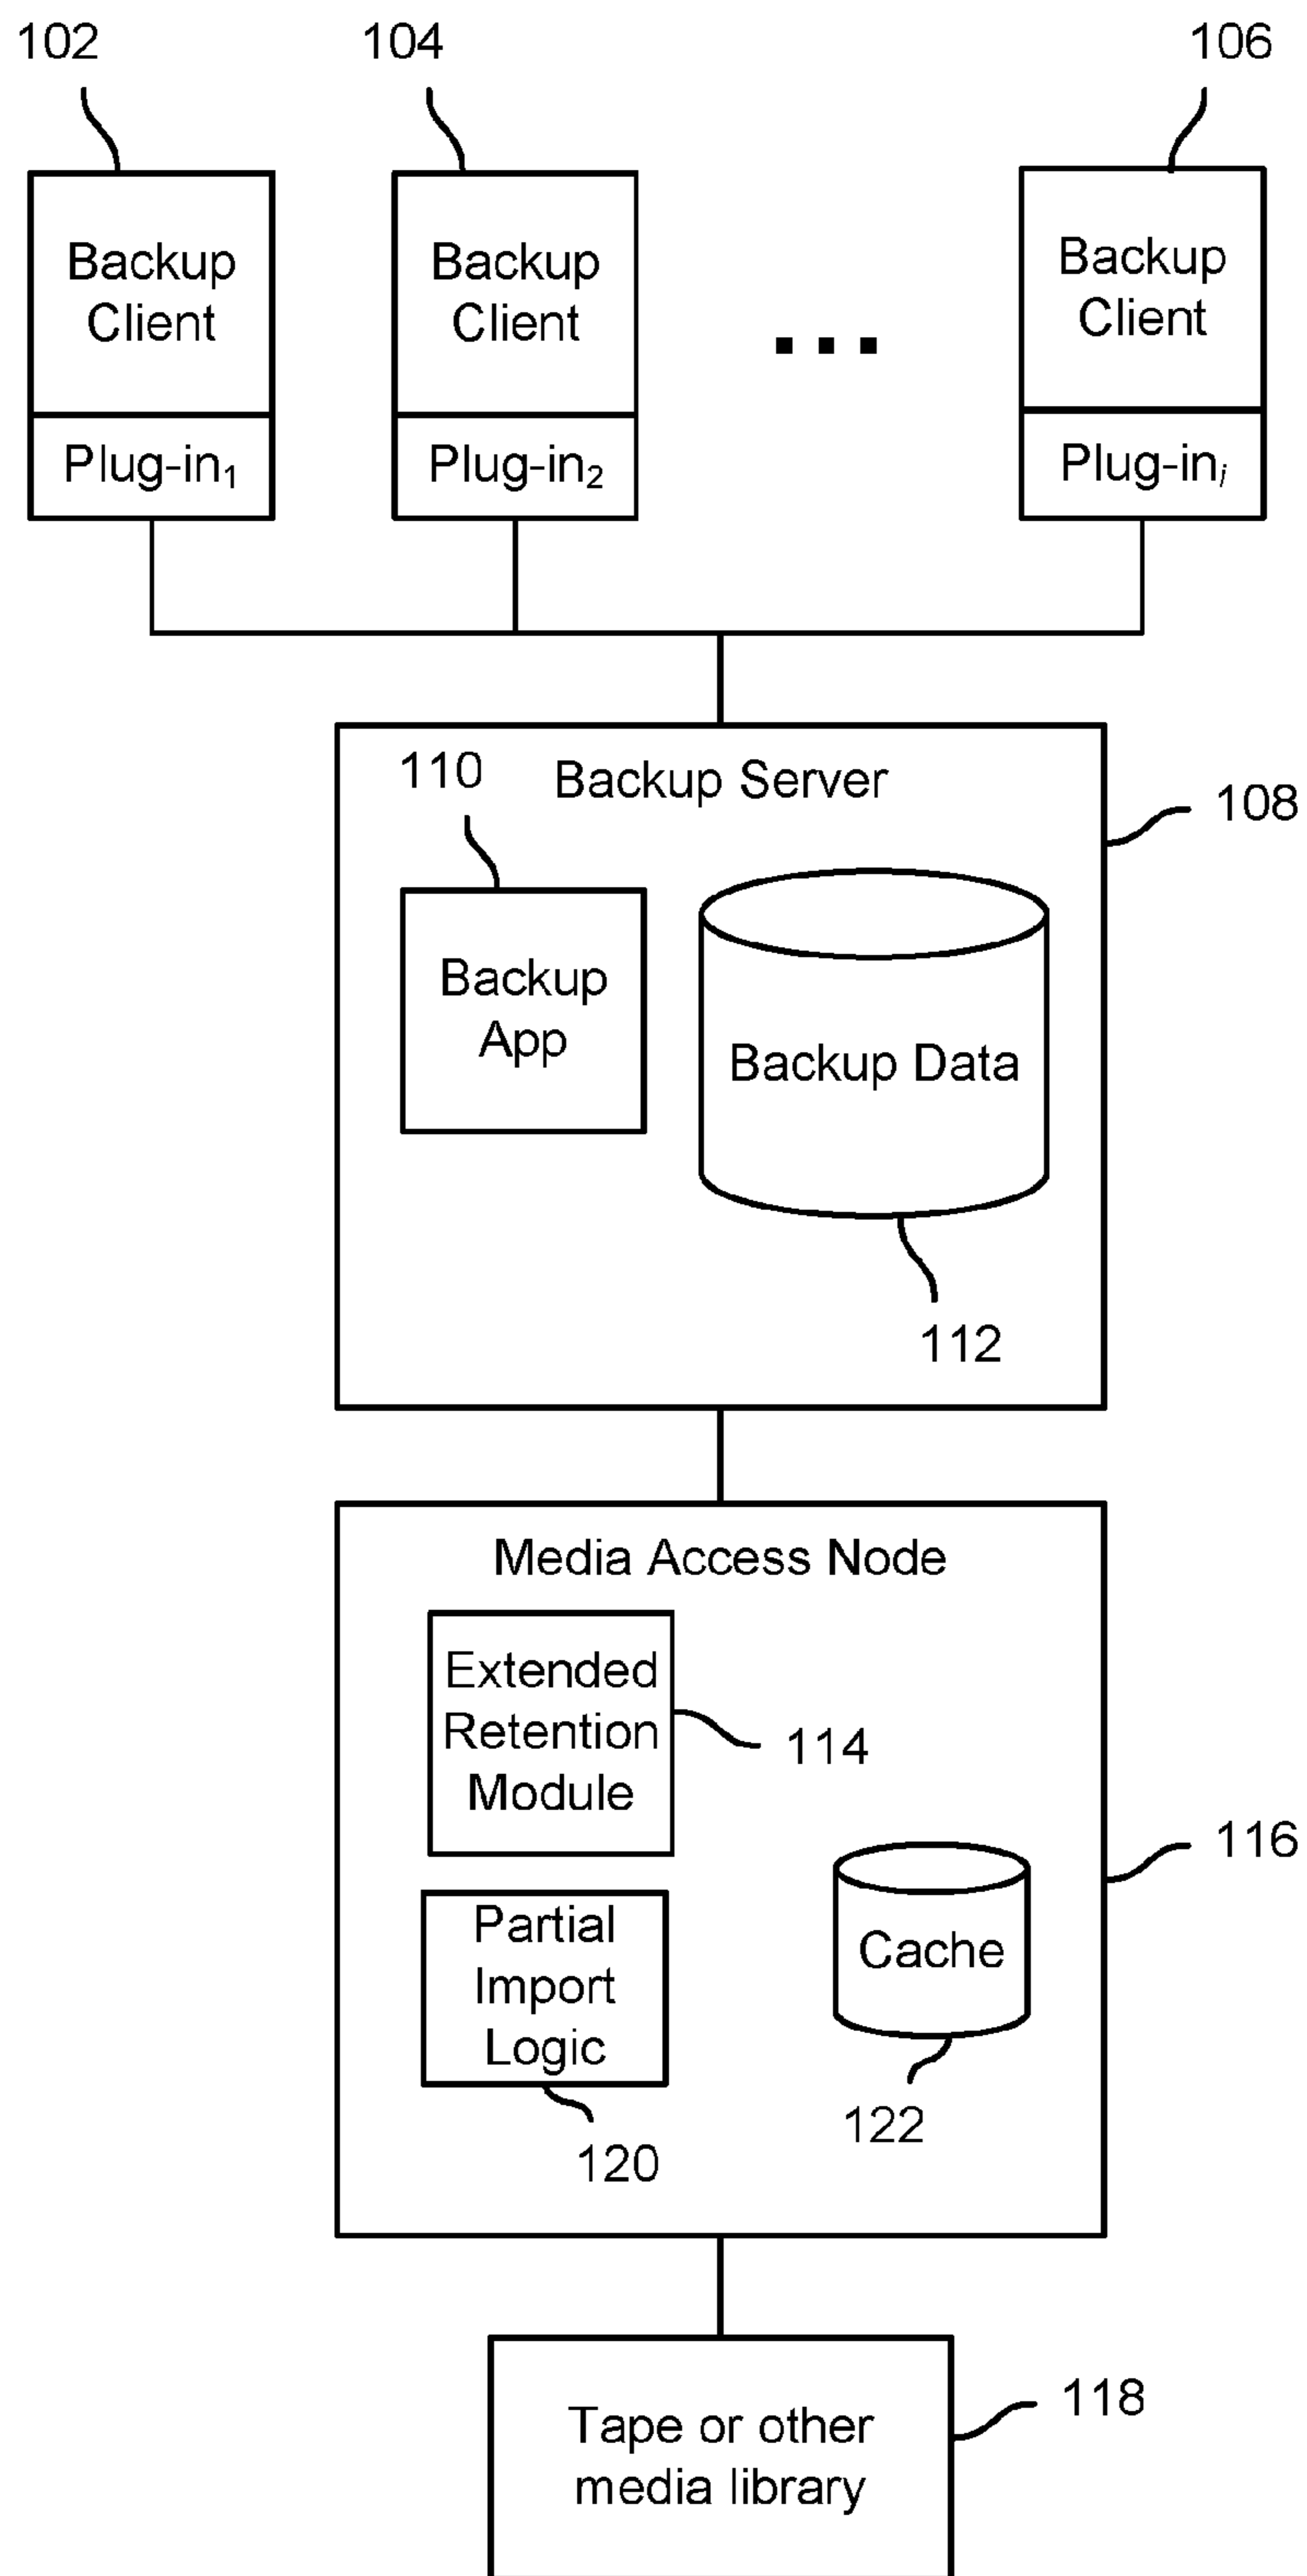 102
104
106
Backup
Client
Backup
Client
Backup
Client
...
Plug-in₁
Plug-in₂
Plug-inᵢ
Backup Server
108
110
Backup
App
Backup Data
112
Media Access Node
Extended
Retention
Module
114
116
Partial
Import
Logic
Cache
120
122
Tape or other
media library
118